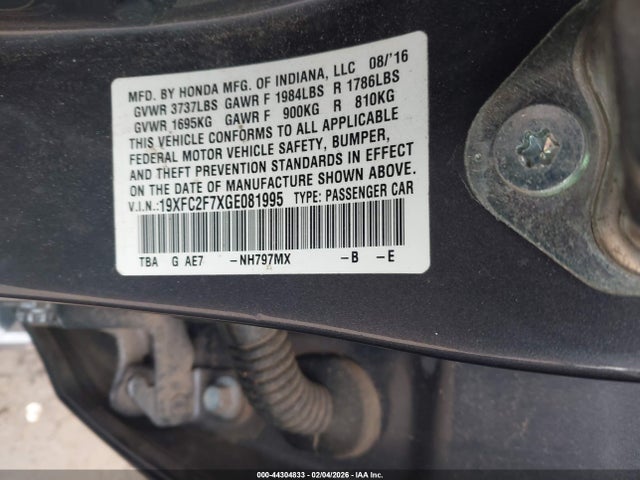 MFD. BY HONDA MFG. OF INDIANA, LLC 08/'16
GVWR 3737LBS GAWR F 1984LBS R 1786LBS
GVWR 1695KG GAWR F 900KG R 810KG
THIS VEHICLE CONFORMS TO ALL APPLICABLE
FEDERAL MOTOR VEHICLE SAFETY, BUMPER,
AND THEFT PREVENTION STANDARDS IN EFFECT
ON THE DATE OF MANUFACTURE SHOWN ABOVE.
V.I.N.: 19XFC2F7XGE081995 TYPE: PASSENGER CAR
TBA G AE7 -NH797MX -B -E
000-44304833 - 02/04/2026 - IAA Inc.